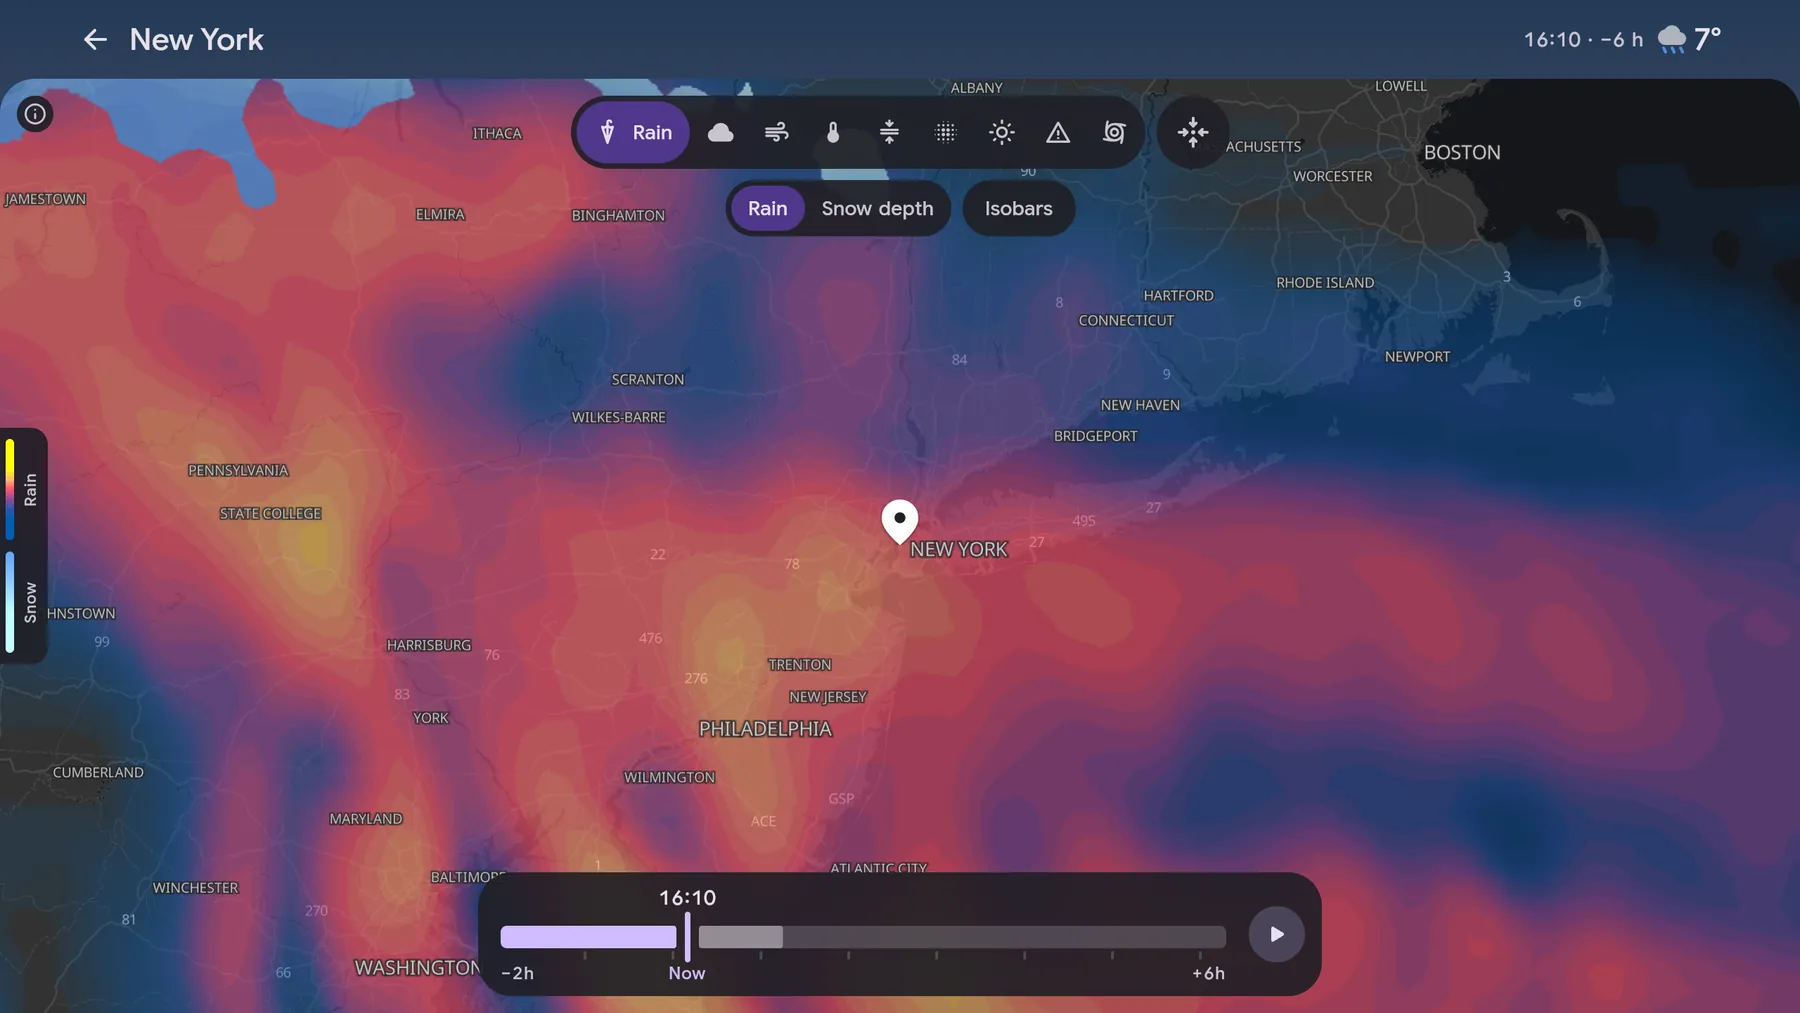 New York
16:10 · −6 h
7°
ALBANY
LOWELL
Rain
ITHACA
ACHUSETTS
BOSTON
90
WORCESTER
JAMESTOWN
ELMIRA
BINGHAMTON
Rain
Snow depth
Isobars
3
RHODE ISLAND
HARTFORD
8
6
CONNECTICUT
NEWPORT
84
SCRANTON
9
NEW HAVEN
WILKES-BARRE
BRIDGEPORT
PENNSYLVANIA
Rain
STATE COLLEGE
27
495
NEW YORK
27
22
78
Snow
HNSTOWN
99
476
HARRISBURG
76
TRENTON
276
83
NEW JERSEY
YORK
PHILADELPHIA
CUMBERLAND
WILMINGTON
GSP
MARYLAND
ACE
1
ATLANTIC CITY
BALTIMORE
WINCHESTER
16:10
270
81
WASHINGTON
66
−2h
Now
+6h